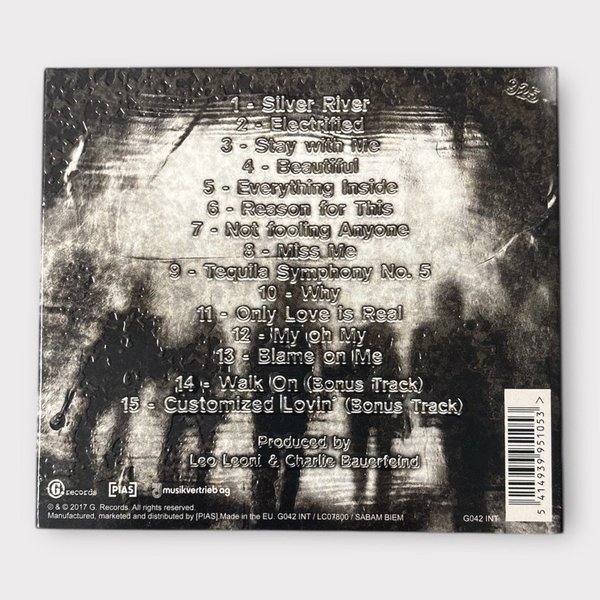 325
1 - Silver River
2 - Electrified
3 - Stay with Me
4 - Beautiful
5 - Everything Inside
6 - Reason for This
7 - Not fooling Anyone
8 - Miss Me
9 - Tequila Symphony No. 5
10 - Why
11 - Only Love is Real
12 - My oh My
13 - Blame on Me
14 - Walk On (Bonus Track)
15 - Customized Lovin' (Bonus Track)
Produced by
Leo Leoni & Charlie Bauerfeind
G. records [PIAS] musikvertrieb ag
℗ & © 2017 G. Records. All rights reserved.
Manufactured, marketed and distributed by [PIAS].Made in the EU. G042 INT / LC07800 / SABAM BIEM
G042 INT
5 414939 951053 >